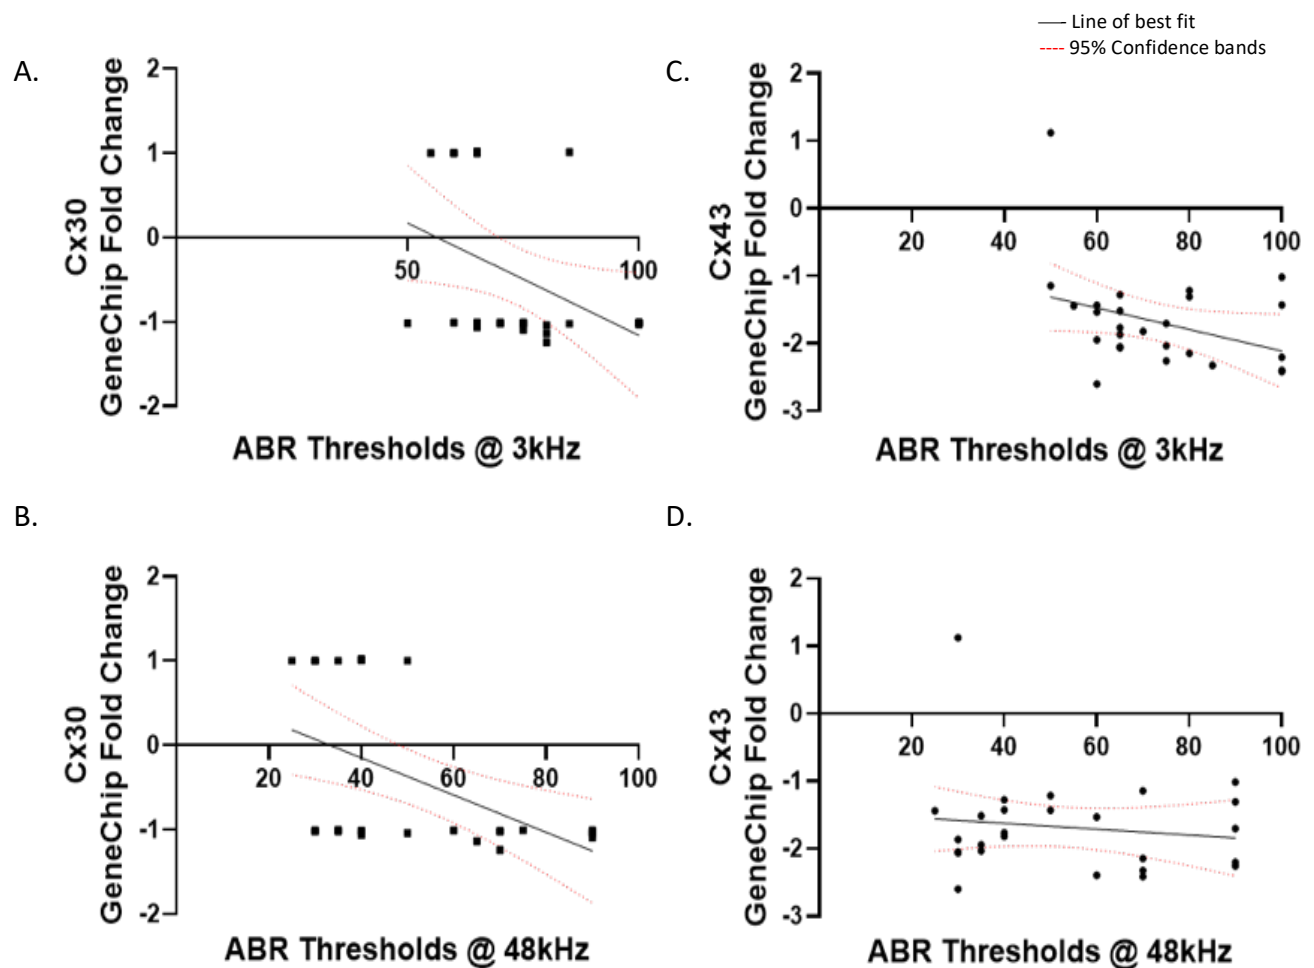 Line of best fit
95% Confidence bands
A.
2
1
0
-1
-2
50
100
Cx30
GeneChip Fold Change
ABR Thresholds @ 3kHz
C.
2
1
0
-1
-2
-3
20
40
60
80
100
Cx43
GeneChip Fold Change
ABR Thresholds @ 3kHz
B.
2
1
0
-1
-2
20
40
60
80
100
Cx30
GeneChip Fold Change
ABR Thresholds @ 48kHz
D.
2
1
0
-1
-2
-3
20
40
60
80
100
Cx43
GeneChip Fold Change
ABR Thresholds @ 48kHz